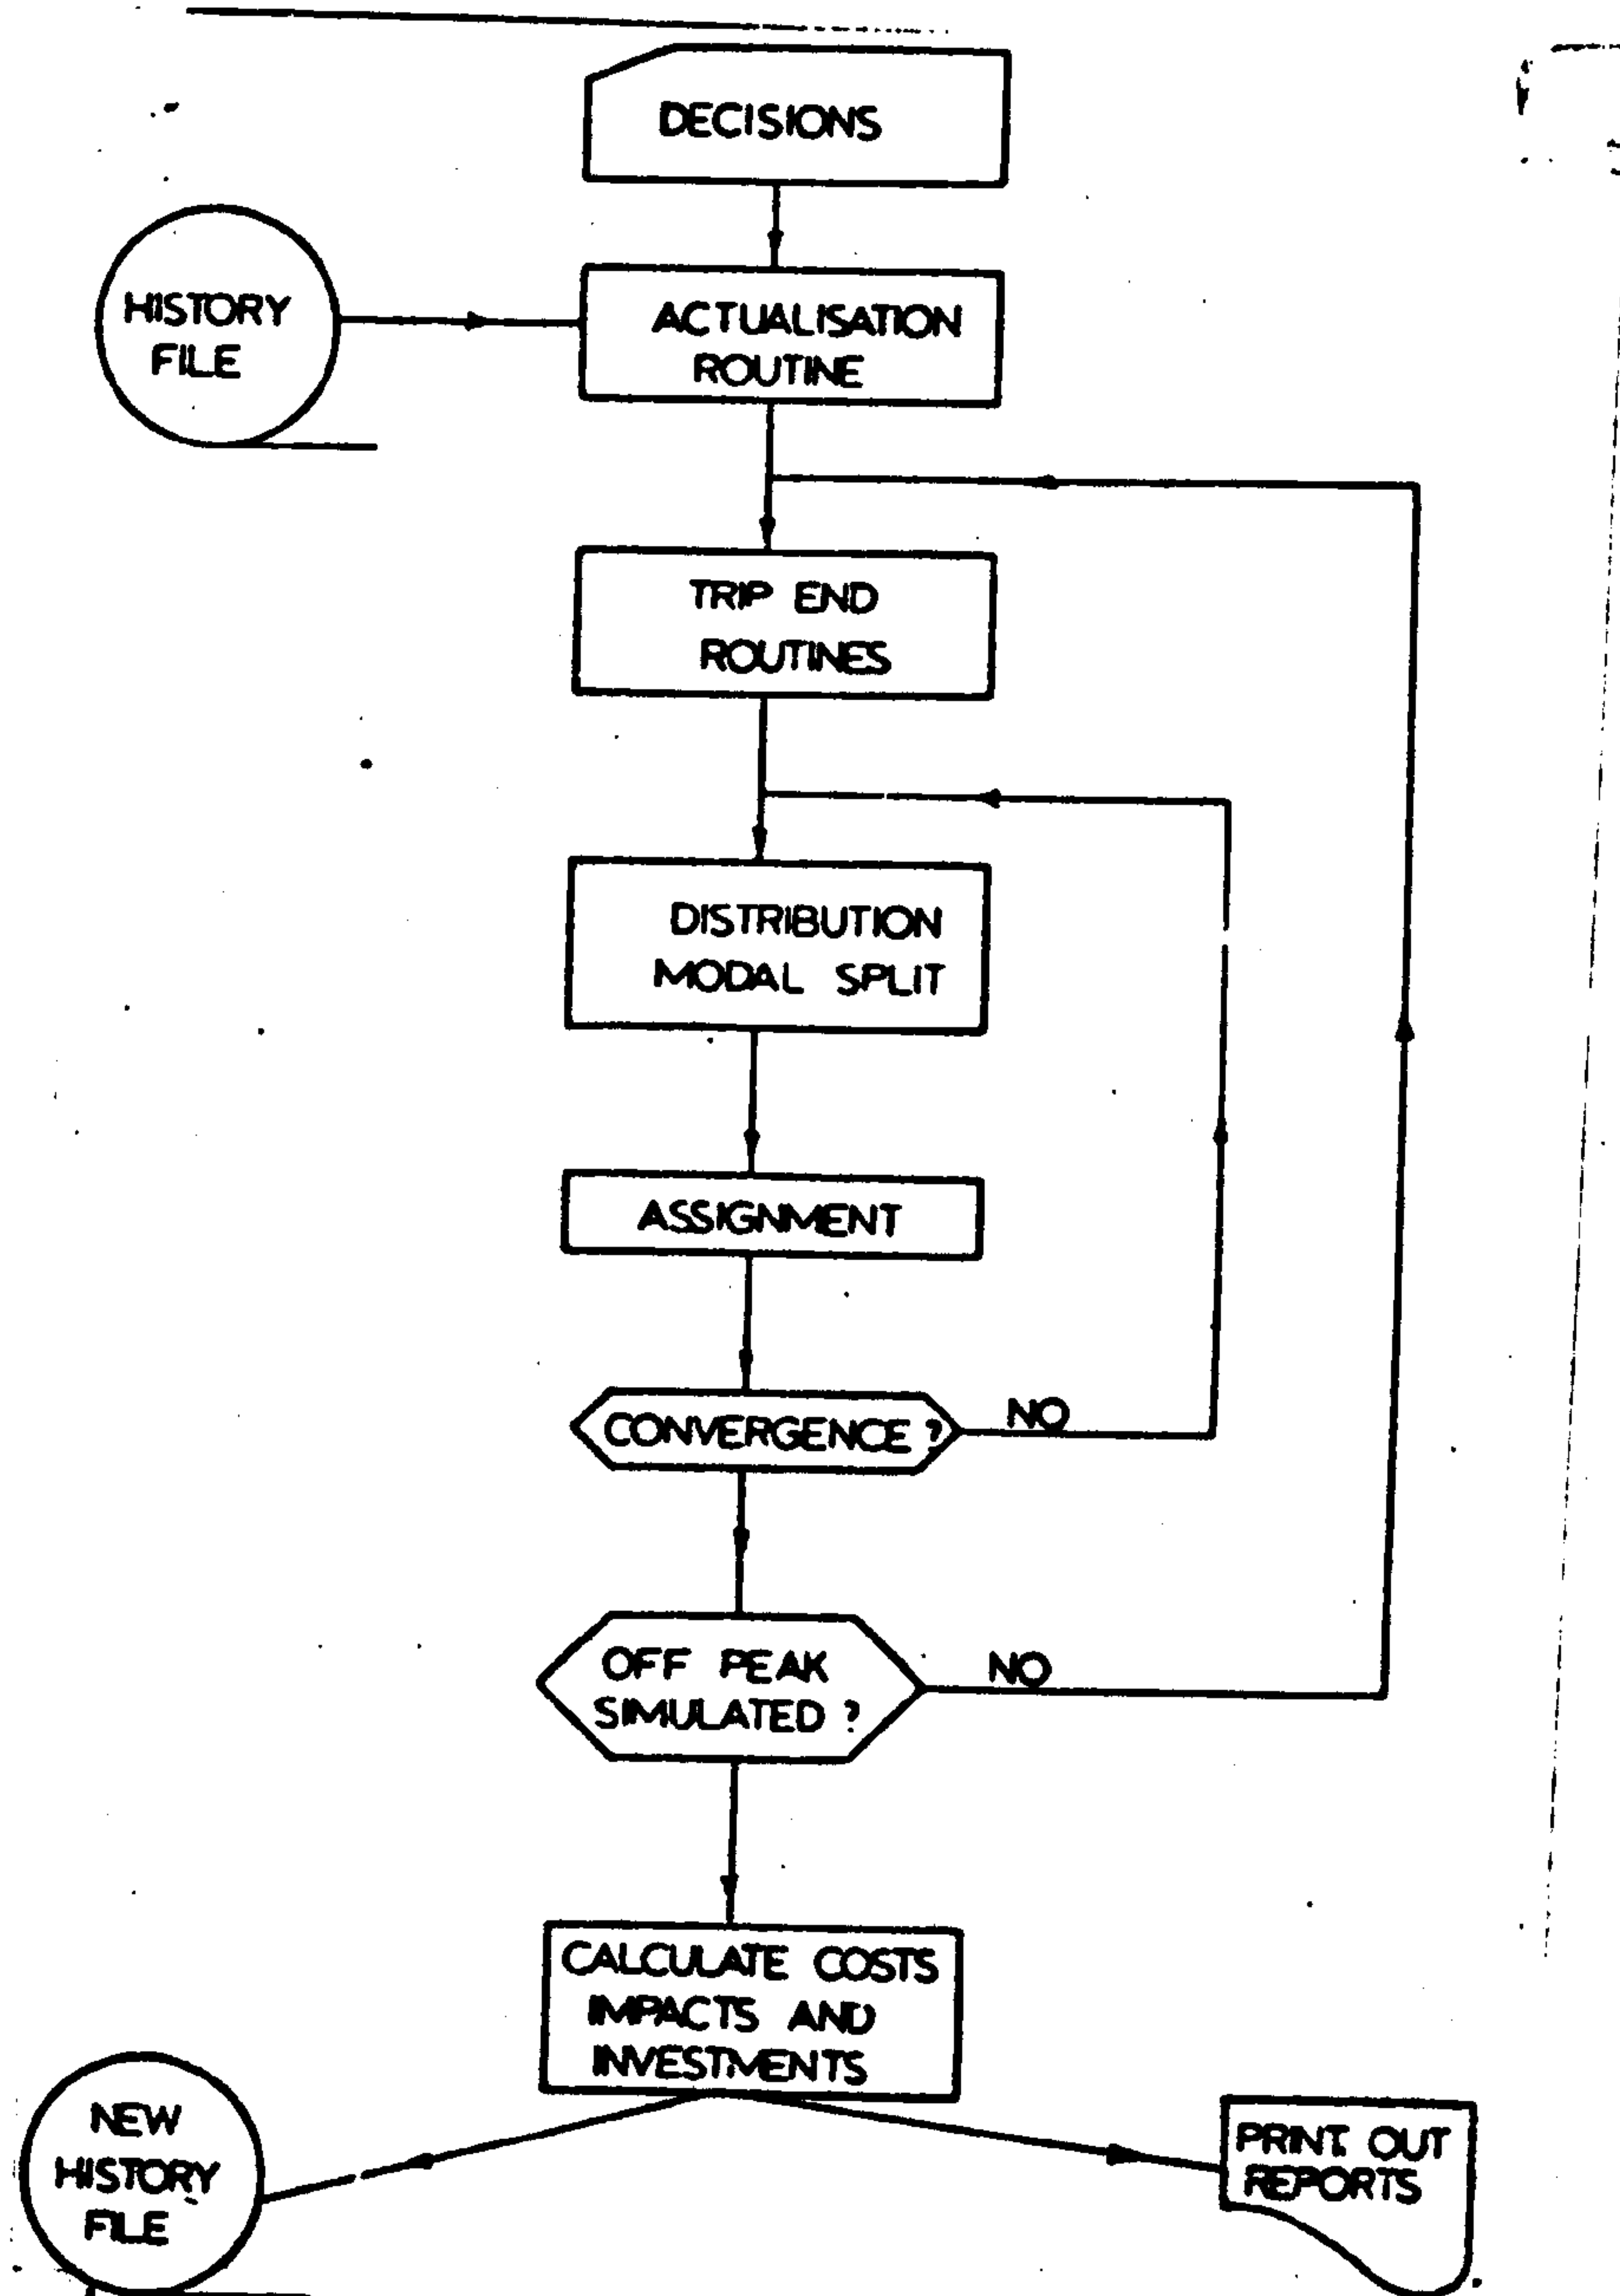 DECISIONS
HISTORY
FILE
ACTUALISATION
ROUTINE
TRIP END
ROUTINES
DISTRIBUTION
MODAL SPLIT
ASSIGNMENT
CONVERGENCE ?
NO
OFF PEAK
SIMULATED ?
NO
CALCULATE COSTS
IMPACTS AND
INVESTMENTS
NEW
HISTORY
FILE
PRINT OUT
REPORTS